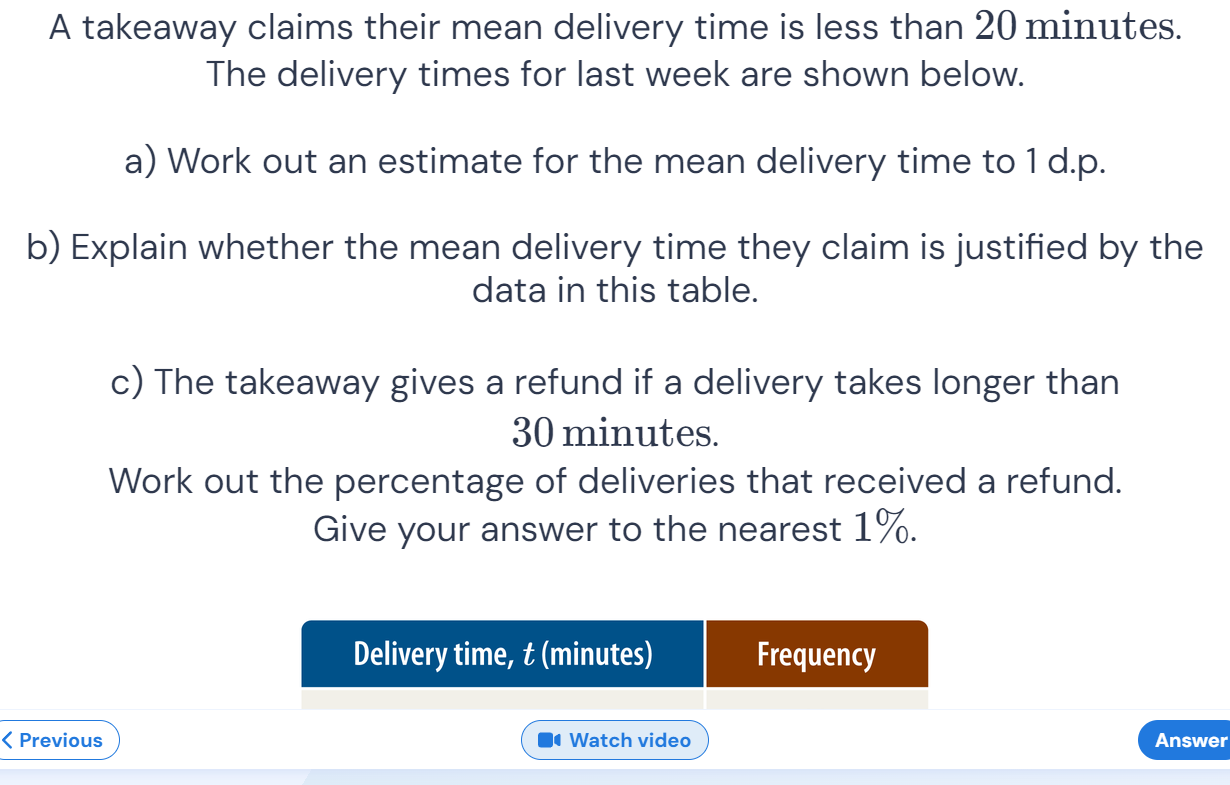 A takeaway claims their mean delivery time is less than 20 minutes.
The delivery times for last week are shown below.
a) Work out an estimate for the mean delivery time to 1 d.p.
b) Explain whether the mean delivery time they claim is justified by the
data in this table.
c) The takeaway gives a refund if a delivery takes longer than
30 minutes.
Work out the percentage of deliveries that received a refund.
Give your answer to the nearest 1%.
Delivery time, t (minutes) Frequency
< Previous Watch video Answer